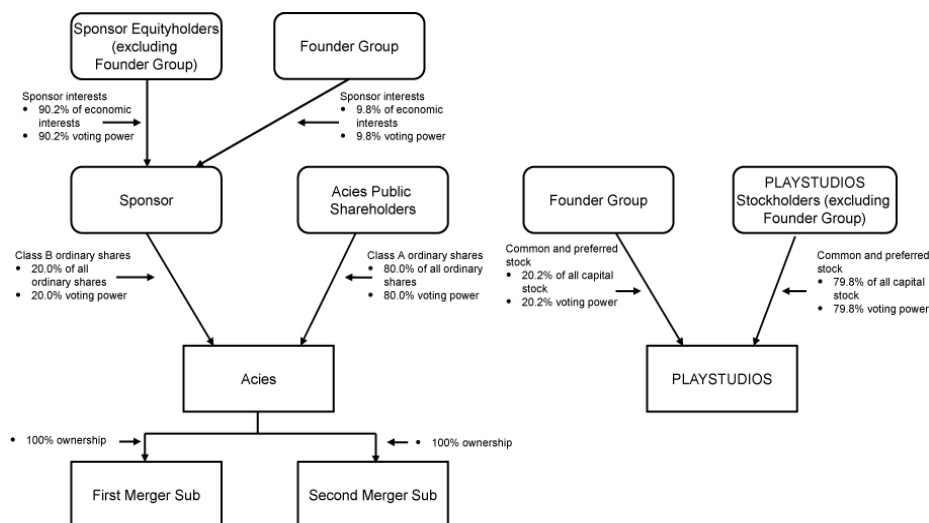 Sponsor Equityholders
(excluding
Founder Group)
Founder Group
Sponsor interests
• 90.2% of economic
interests
• 90.2% voting power
Sponsor interests
• 9.8% of economic
interests
• 9.8% voting power
Sponsor
Acies Public
Shareholders
Founder Group
PLAYSTUDIOS
Stockholders (excluding
Founder Group)
Class B ordinary shares
• 20.0% of all
ordinary shares
• 20.0% voting power
Class A ordinary shares
• 80.0% of all ordinary
shares
• 80.0% voting power
Common and preferred
stock
• 20.2% of all capital
stock
• 20.2% voting power
Common and preferred
stock
• 79.8% of all capital
stock
• 79.8% voting power
Acies
PLAYSTUDIOS
• 100% ownership
• 100% ownership
First Merger Sub
Second Merger Sub